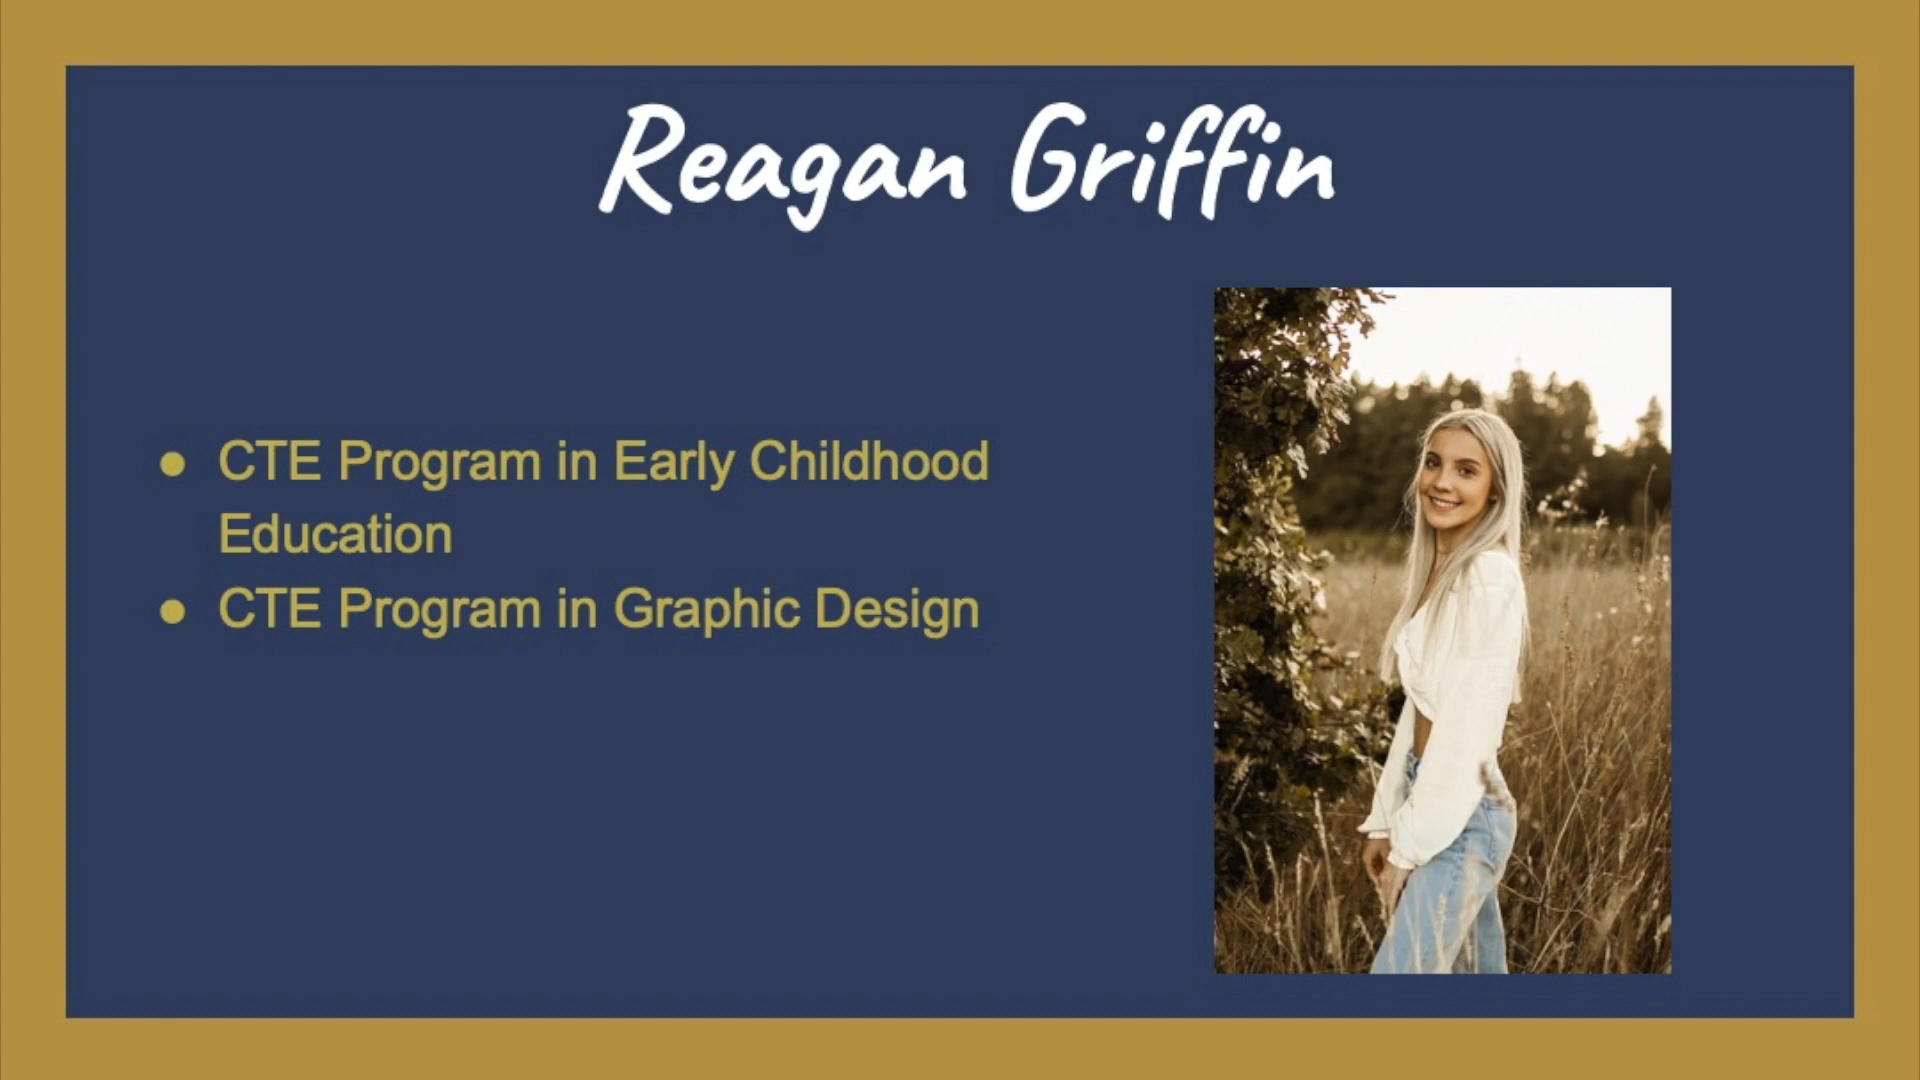 Reagan Griffin
● CTE Program in Early Childhood
Education
● CTE Program in Graphic Design